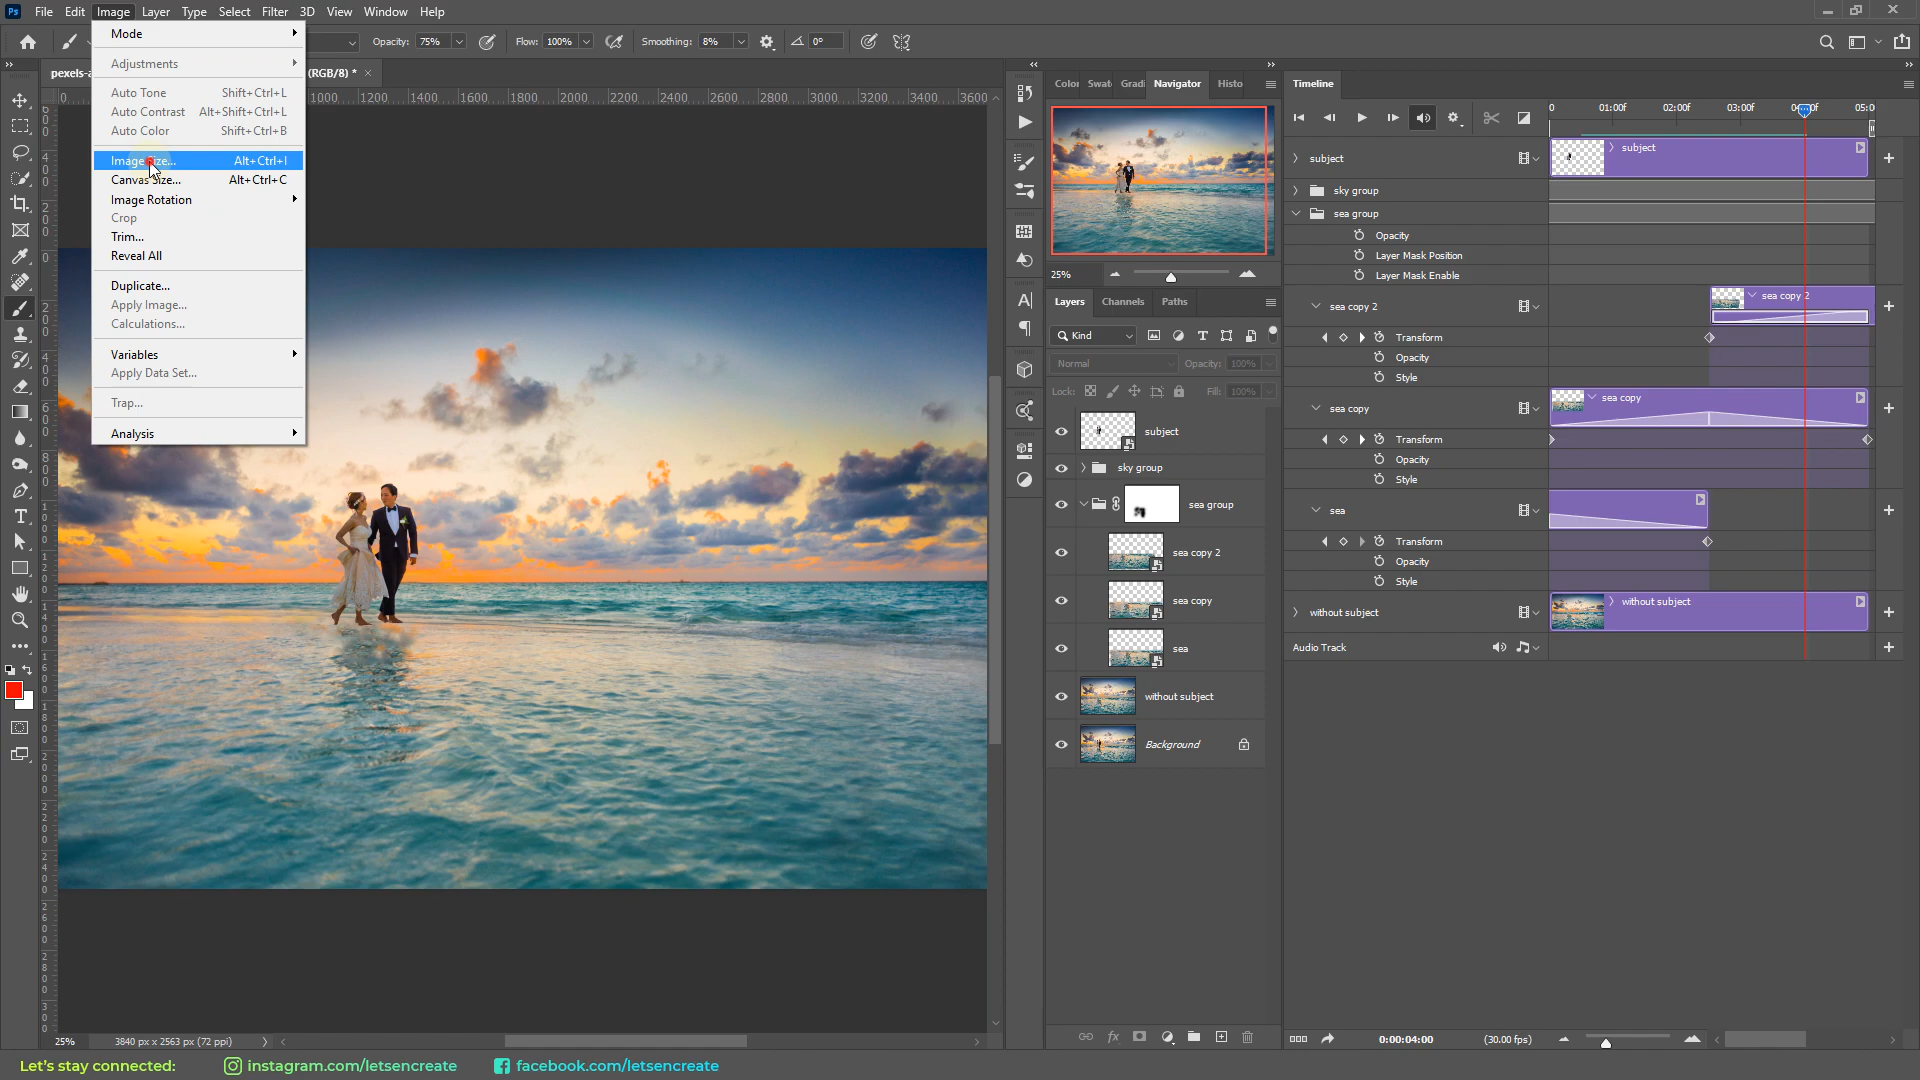 Ps File Edit Image Layer Type Select Filter 3D View Window Help
Opacity: 75% Flow: 100% Smoothing: 8% 0°
pexels-a (RGB/8) *
0 1000 1200 1400 1600 1800 2000 2200 2400 2600 2800 3000 3200 3400 3600
Mode
Adjustments
Auto Tone Shift+Ctrl+L
Auto Contrast Alt+Shift+Ctrl+L
Auto Color Shift+Ctrl+B
Image Size... Alt+Ctrl+I
Canvas Size... Alt+Ctrl+C
Image Rotation
Crop
Trim...
Reveal All
Duplicate...
Apply Image...
Calculations...
Variables
Apply Data Set...
Trap...
Analysis
25% 3840 px x 2563 px (72 ppi)
Color Swat Gradi Navigator Histo
25%
Layers Channels Paths
Kind
Normal Opacity: 100%
Lock: Fill: 100%
subject
sky group
sea group
sea copy 2
sea copy
sea
without subject
Background
Timeline
0 01:00f 02:00f 03:00f 05:0
subject subject
sky group
sea group
Opacity
Layer Mask Position
Layer Mask Enable
sea copy 2 sea copy 2
Transform
Opacity
Style
sea copy sea copy
Transform
Opacity
Style
sea
Transform
Opacity
Style
without subject without subject
Audio Track
0:00:04:00 (30.00 fps)
Let's stay connected: instagram.com/letsencreate facebook.com/letsencreate